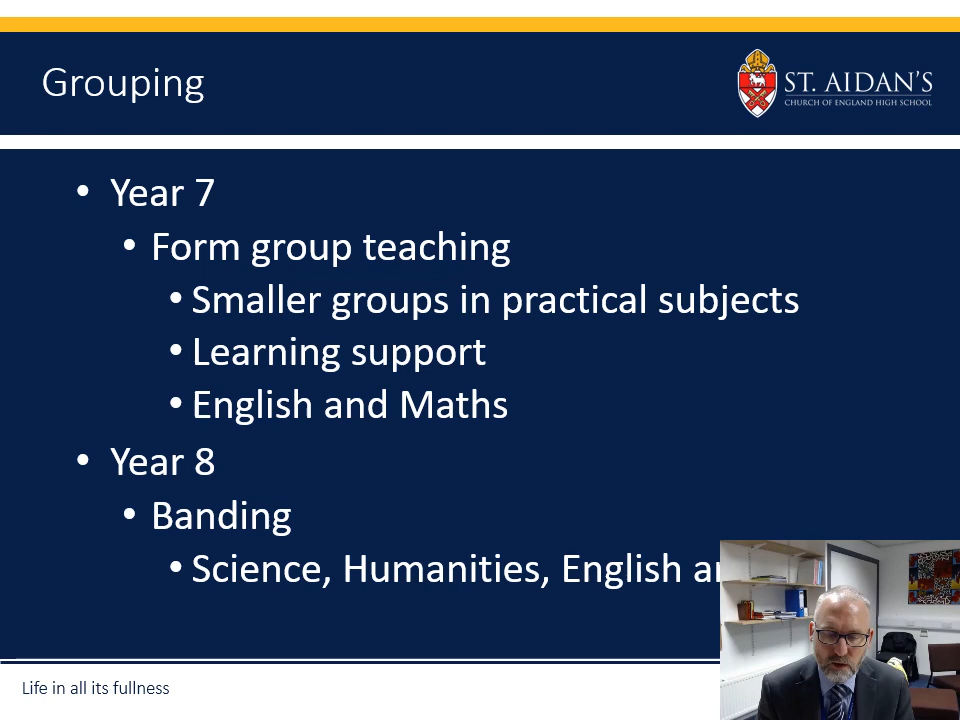 Grouping
ST. AIDAN'S
CHURCH OF ENGLAND HIGH SCHOOL
• Year 7
• Form group teaching
• Smaller groups in practical subjects
• Learning support
• English and Maths
• Year 8
• Banding
• Science, Humanities, English
Life in all its fullness